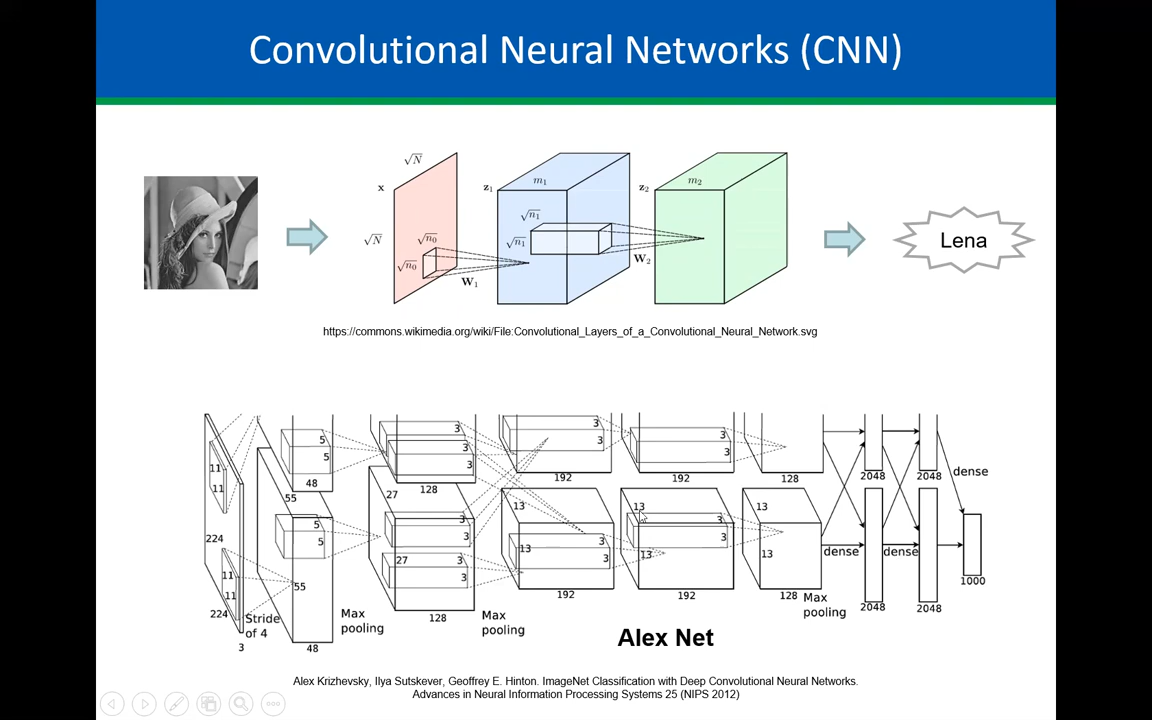 Convolutional Neural Networks (CNN)
√N
x
√N
√n₀
√n₀
W₁
z₁
m₁
√n₁
√n₁
W₂
z₂
m₂
Lena
https://commons.wikimedia.org/wiki/File:Convolutional_Layers_of_a_Convolutional_Neural_Network.svg
11
11
224
11
11
224
3
Stride
of 4
5
5
48
55
5
5
55
48
Max
pooling
3
3
3
128
27
3
3
27
3
3
128
Max
pooling
3
3
192
13
13
3
3
192
3
3
192
13
3
3
13
192
128
13
13
128
Max
pooling
2048
2048
dense
dense
dense
2048
2048
1000
Alex Net
Alex Krizhevsky, Ilya Sutskever, Geoffrey E. Hinton. ImageNet Classification with Deep Convolutional Neural Networks.
Advances in Neural Information Processing Systems 25 (NIPS 2012)